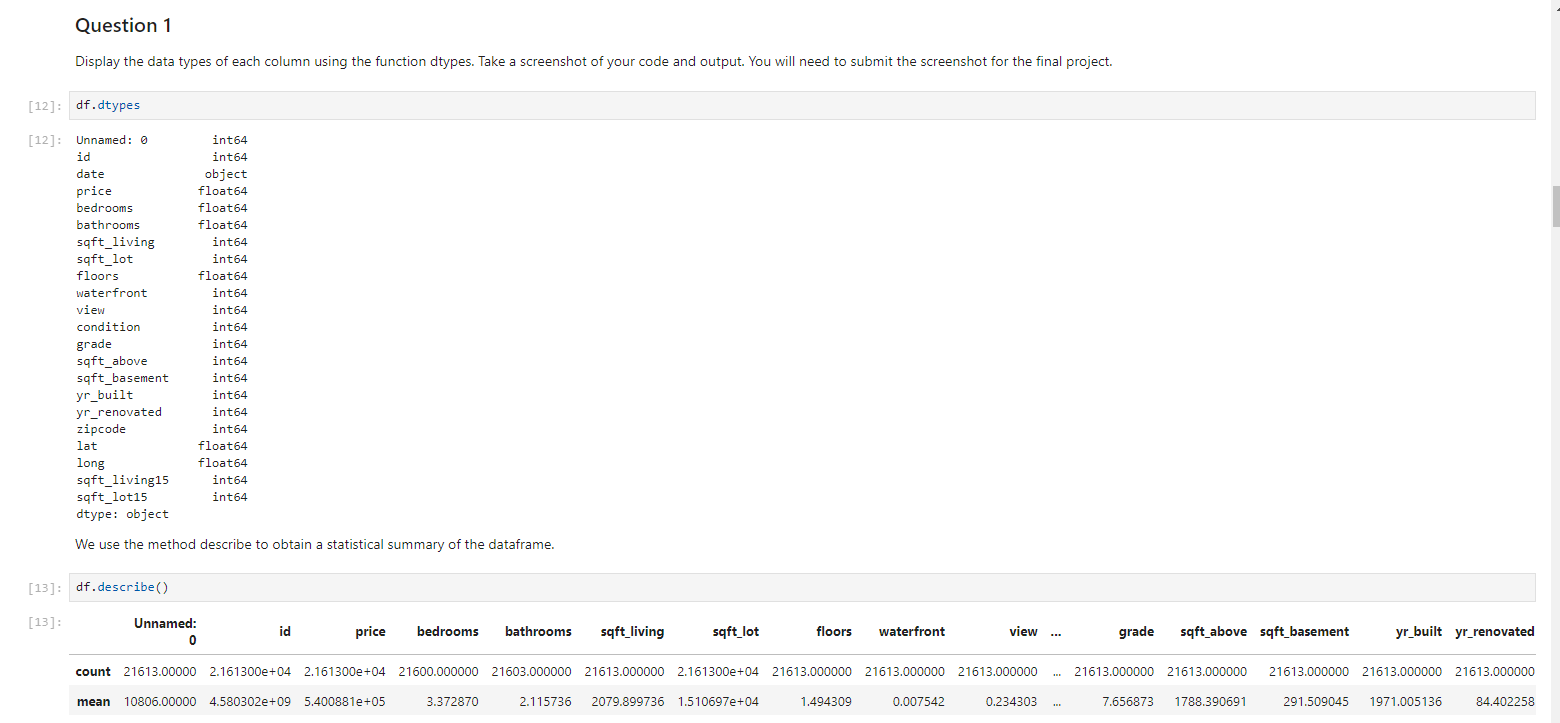 Question 1
Display the data types of each column using the function dtypes. Take a screenshot of your code and output. You will need to submit the screenshot for the final project.
[12]: df.dtypes
[12]: Unnamed: 0 int64
id int64
date object
price float64
bedrooms float64
bathrooms float64
sqft_living int64
sqft_lot int64
floors float64
waterfront int64
view int64
condition int64
grade int64
sqft_above int64
sqft_basement int64
yr_built int64
yr_renovated int64
zipcode int64
lat float64
long float64
sqft_living15 int64
sqft_lot15 int64
dtype: object
We use the method describe to obtain a statistical summary of the dataframe.
[13]: df.describe()
[13]: Unnamed: 0 id price bedrooms bathrooms sqft_living sqft_lot floors waterfront view ... grade sqft_above sqft_basement yr_built yr_renovated
count 21613.00000 2.161300e+04 2.161300e+04 21600.000000 21603.000000 21613.000000 2.161300e+04 21613.000000 21613.000000 21613.000000 ... 21613.000000 21613.000000 21613.000000 21613.000000 21613.000000
mean 10806.00000 4.580302e+09 5.400881e+05 3.372870 2.115736 2079.899736 1.510697e+04 1.494309 0.007542 0.234303 ... 7.656873 1788.390691 291.509045 1971.005136 84.402258